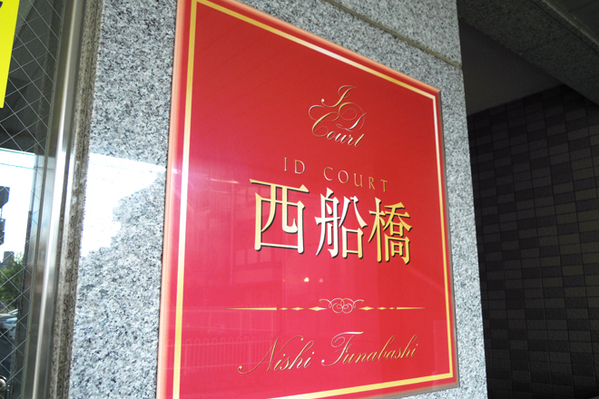 ID
Court
ID COURT
西船橋
Nishi Funabashi